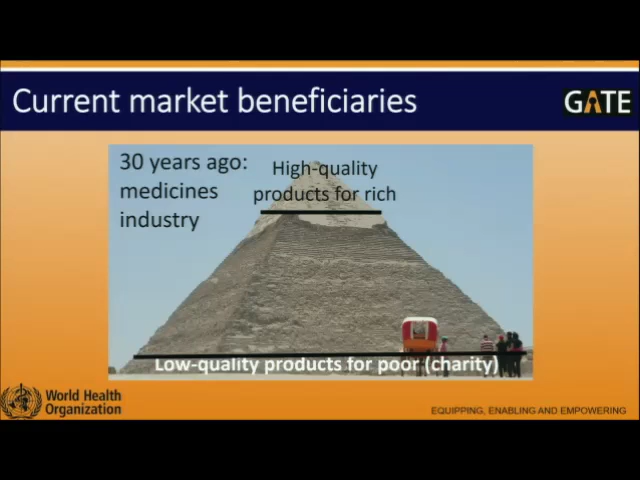 Current market beneficiaries
GATE
30 years ago:
medicines
industry
High-quality
products for rich
Low-quality products for poor (charity)
World Health
Organization
EQUIPPING, ENABLING AND EMPOWERING